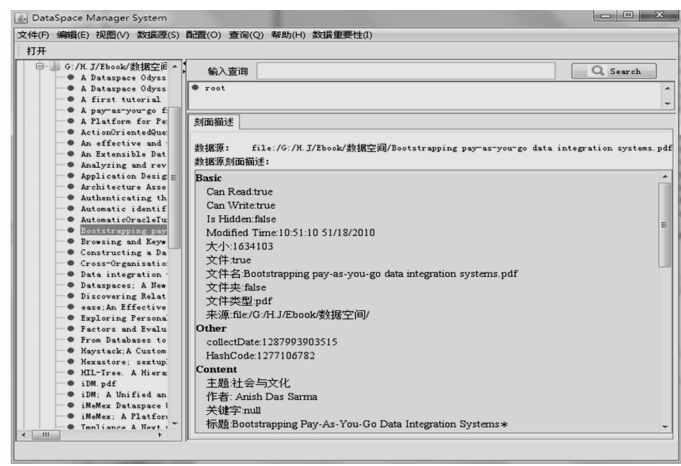 DataSpace Manager System
文件(F) 编辑(E) 视图(V) 数据源(S) 配置(O) 查询(Q) 帮助(H) 数据重要性(I)
打开
G:/H.J/Ebook/数据空间
A Dataspace Odyss
A Dataspace Odyss
A first tutorial
A pay-as-you-go f
A Platform for Pe
ActionOrientedQue
An effective and
An Extensible Dat
Analyzing and rev
Application Desig
Architecture Asse
Authenticating th
Automatic identif
AutomaticOracleTu
Bootstrapping pay
Browsing and Keyw
Constructing a Da
Cross-Organisatio
Data integration
Dataspaces; A New
Discovering Relat
ease;An Effective
Exploring Persona
Factors and Evalu
From Databases to
Haystack;A Custom
Hexastore; sextup
HIL-Tree. A Hiera
iDM.pdf
iDM; A Unified an
iMeMex Dataspace
iMeMex; A Platfor
Impliance A Next
输入查询
Search
root
刻面描述
数据源: file:/G:/H.J/Ebook/数据空间/Bootstrapping pay-as-you-go data integration systems.pdf
数据源刻面描述:
Basic
Can Read:true
Can Write:true
Is Hidden:false
Modified Time:10:51:10 51/18/2010
大小:1634103
文件:true
文件名:Bootstrapping pay-as-you-go data integration systems.pdf
文件夹:false
文件类型:pdf
来源:file:/G:/H.J/Ebook/数据空间/
Other
collectDate:1287993903515
HashCode:1277106782
Content
主题:社会与文化
作者: Anish Das Sarma
关键字:null
标题:Bootstrapping Pay-As-You-Go Data Integration Systems*